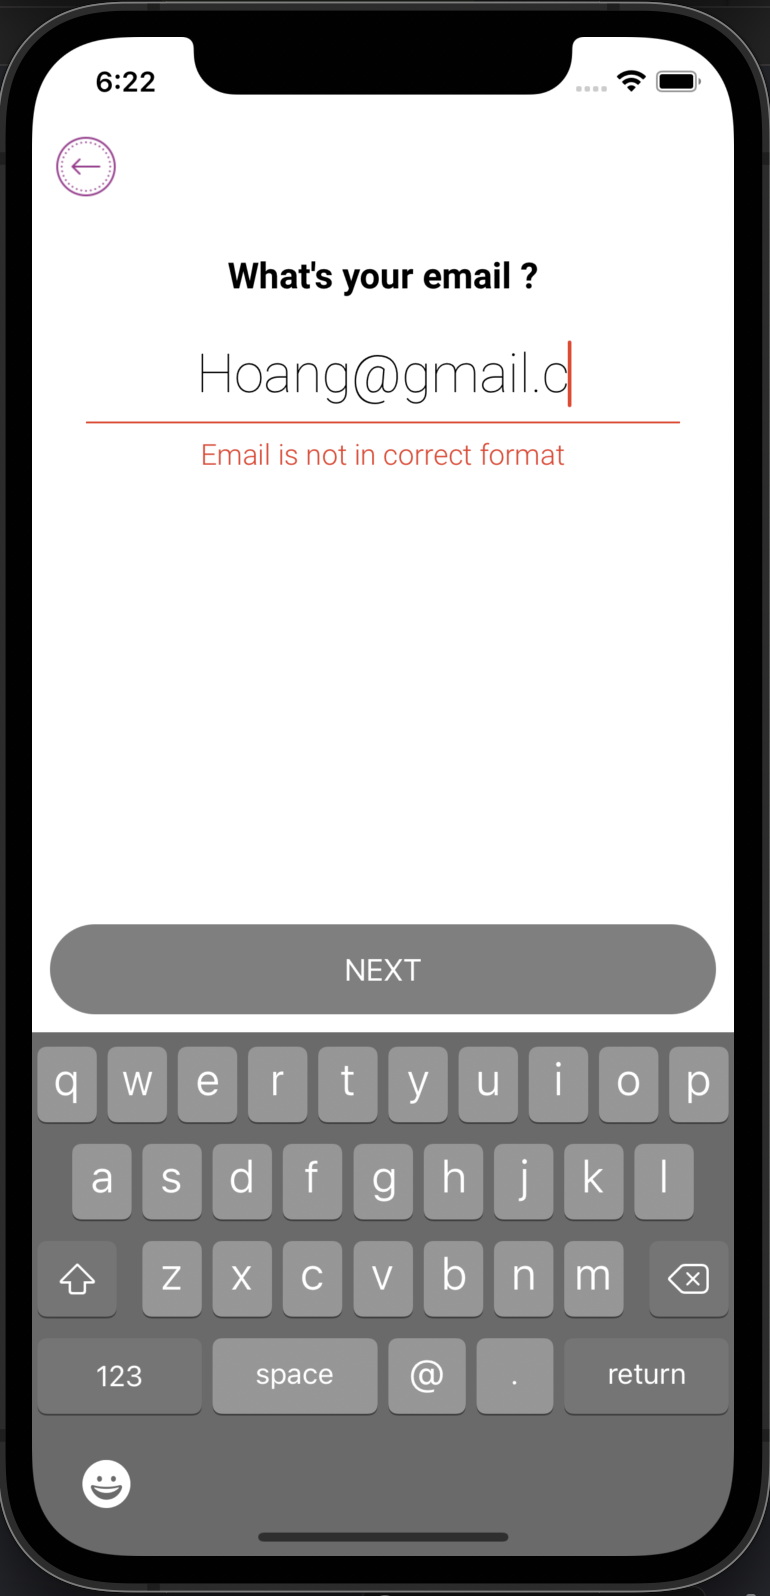 6:22
What's your email ?
Hoang@gmail.c
Email is not in correct format
NEXT
q w e r t y u i o p
a s d f g h j k l
z x c v b n m
123 space @ . return